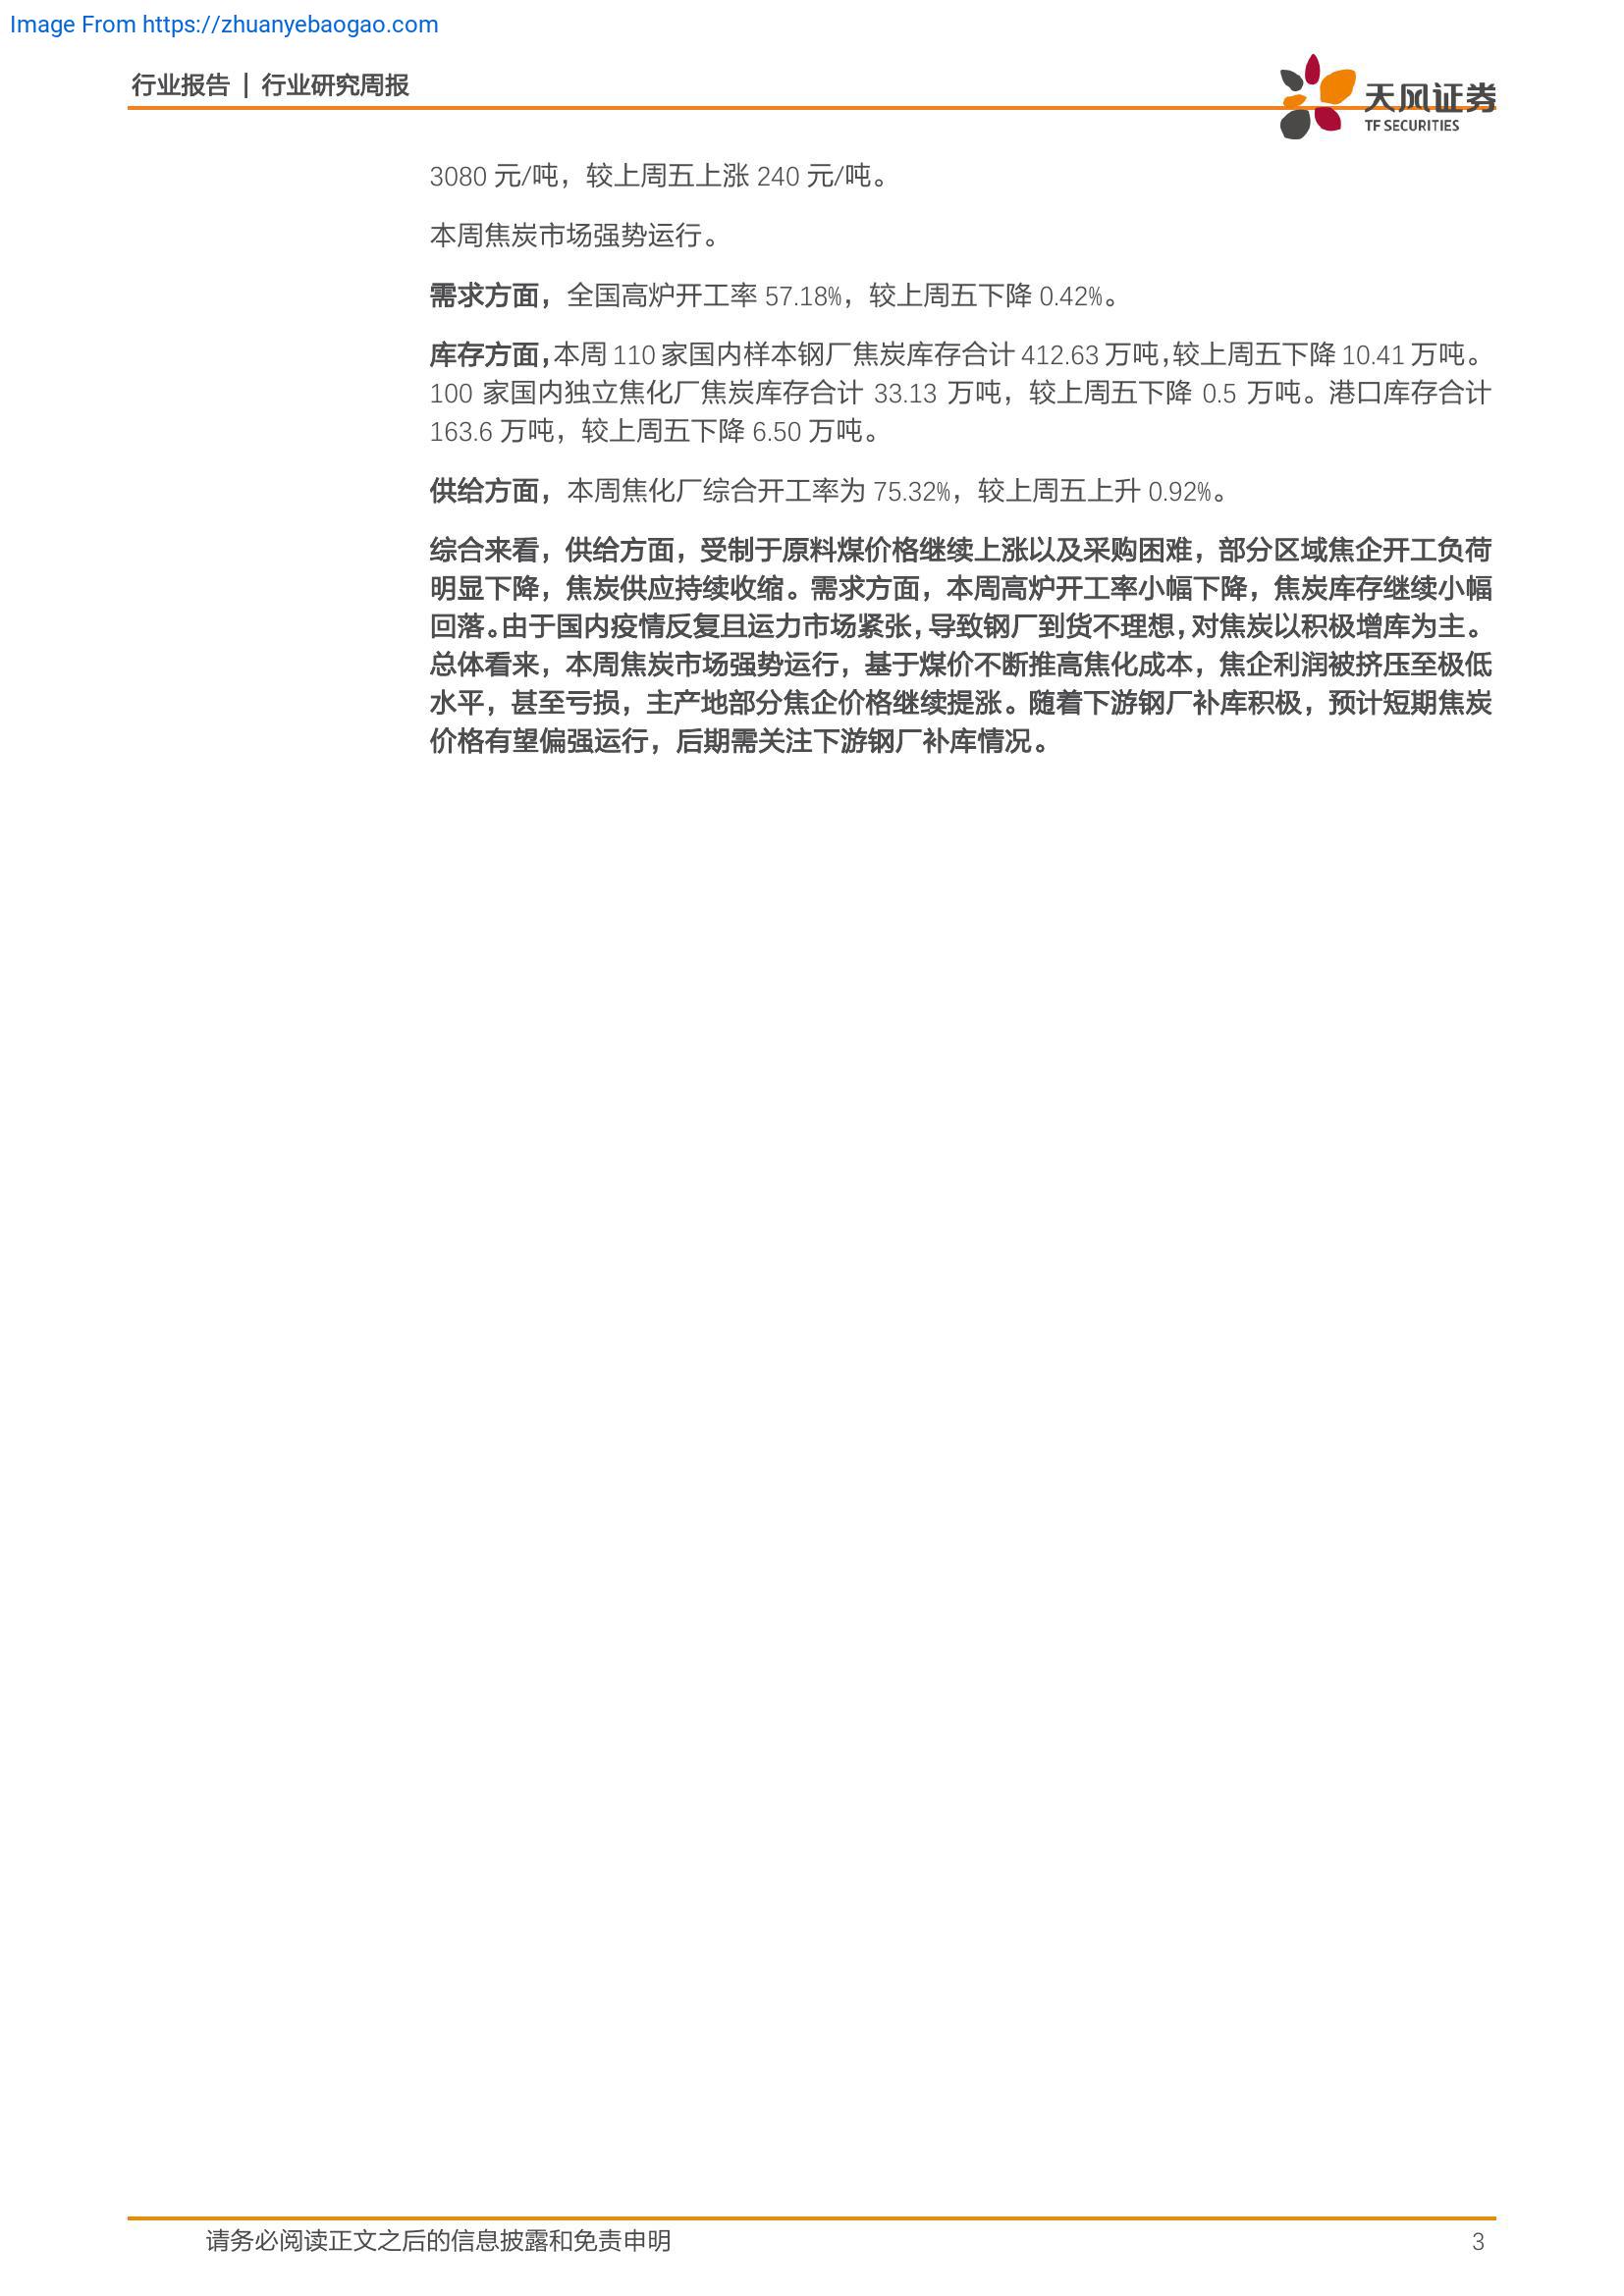 Image From https://zhuanyebaogao.com
行业报告 | 行业研究周报
天风证券
TF SECURITIES
3080 元/吨，较上周五上涨 240 元/吨。
本周焦炭市场强势运行。
需求方面，全国高炉开工率 57.18%，较上周五下降 0.42%。
库存方面，本周 110 家国内样本钢厂焦炭库存合计 412.63 万吨，较上周五下降 10.41 万吨。
100 家国内独立焦化厂焦炭库存合计 33.13 万吨，较上周五下降 0.5 万吨。港口库存合计
163.6 万吨，较上周五下降 6.50 万吨。
供给方面，本周焦化厂综合开工率为 75.32%，较上周五上升 0.92%。
综合来看，供给方面，受制于原料煤价格继续上涨以及采购困难，部分区域焦企开工负荷
明显下降，焦炭供应持续收缩。需求方面，本周高炉开工率小幅下降，焦炭库存继续小幅
回落。由于国内疫情反复且运力市场紧张，导致钢厂到货不理想，对焦炭以积极增库为主。
总体看来，本周焦炭市场强势运行，基于煤价不断推高焦化成本，焦企利润被挤压至极低
水平，甚至亏损，主产地部分焦企价格继续提涨。随着下游钢厂补库积极，预计短期焦炭
价格有望偏强运行，后期需关注下游钢厂补库情况。
请务必阅读正文之后的信息披露和免责申明
3